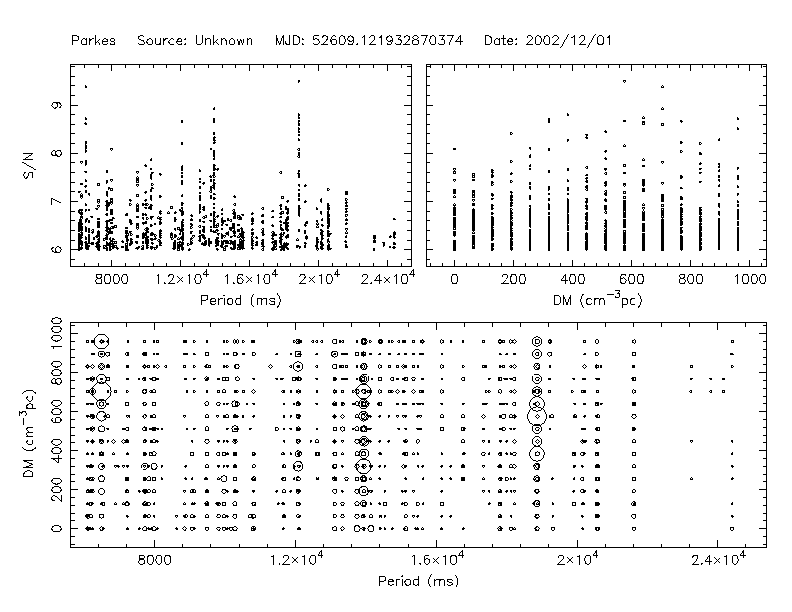 Parkes Source: Unknown MJD: 52609.121932870374 Date: 2002/12/01
S/N
9
8
7
6
8000 1.2×10⁴ 1.6×10⁴ 2×10⁴ 2.4×10⁴
Period (ms)
0 200 400 600 800 1000
DM (cm⁻³pc)
DM (cm⁻³pc)
1000
800
600
400
200
0
8000 1.2×10⁴ 1.6×10⁴ 2×10⁴ 2.4×10⁴
Period (ms)